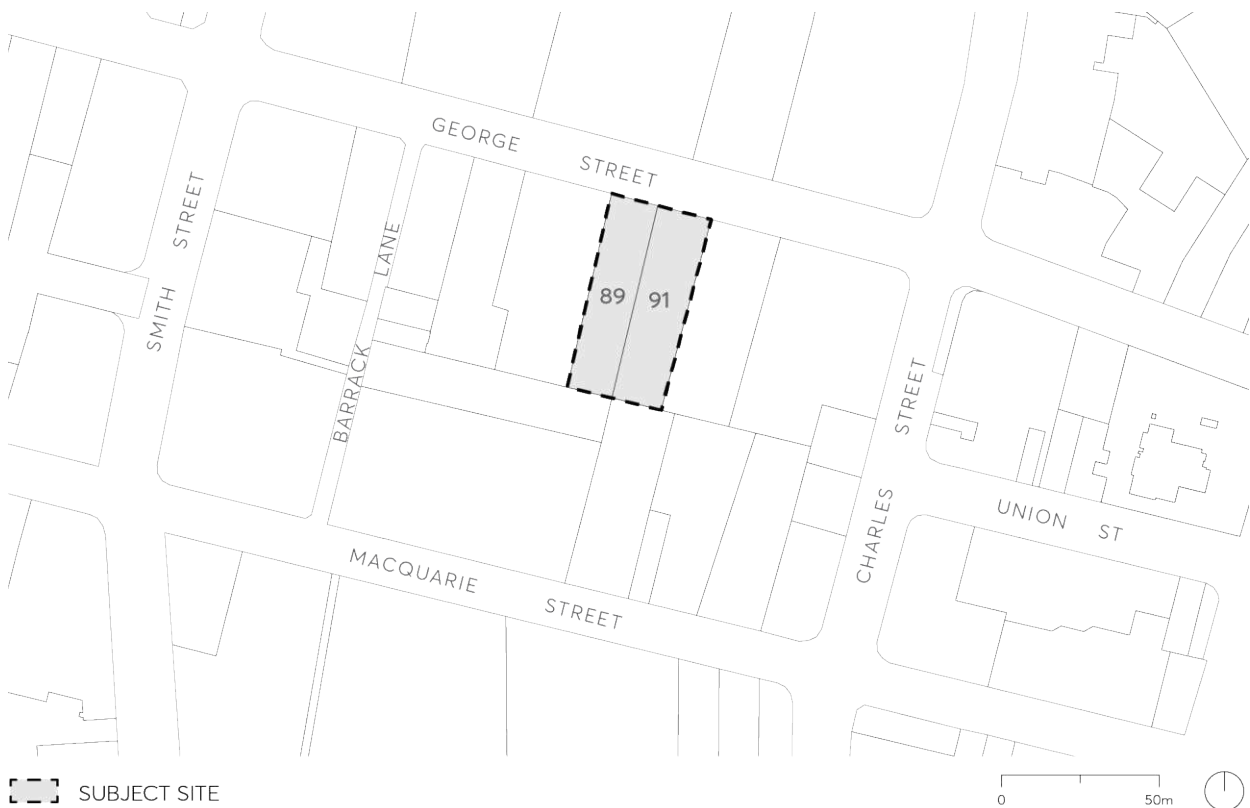 GEORGE STREET
SMITH STREET
BARRACK LANE
89
91
CHARLES STREET
UNION ST
MACQUARIE STREET
SUBJECT SITE
0
50m